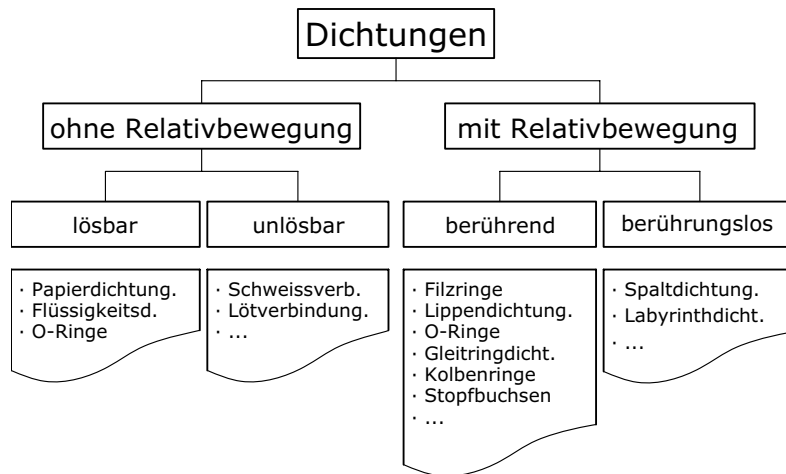 Dichtungen
ohne Relativbewegung
mit Relativbewegung
lösbar
unlösbar
berührend
berührungslos
· Papierdichtung.
· Flüssigkeitsd.
· O-Ringe
· Schweissverb.
· Lötverbindung.
· ...
· Filzringe
· Lippendichtung.
· O-Ringe
· Gleitringdicht.
· Kolbenringe
· Stopfbuchsen
· ...
· Spaltdichtung.
· Labyrinthdicht.
· ...